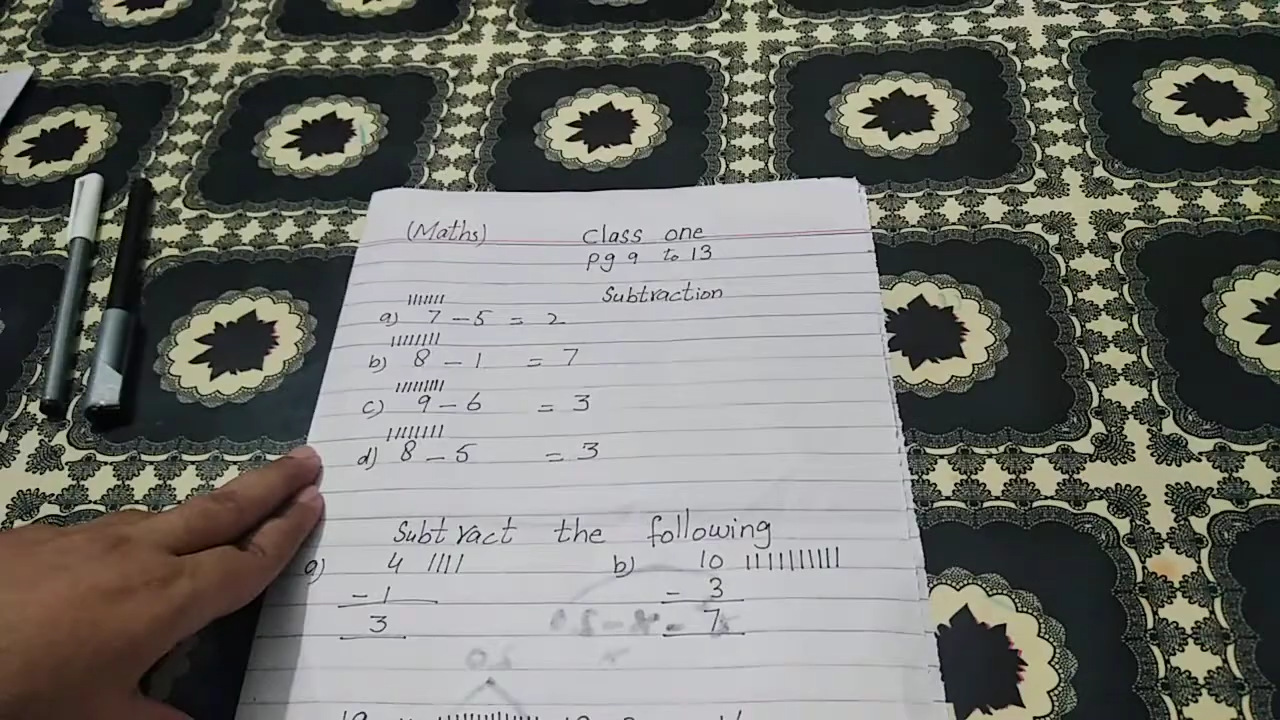 (Maths) Class one
pg 9 to 13
Subtraction
a) 7 - 5 = 2
b) 8 - 1 = 7
c) 9 - 6 = 3
d) 8 - 5 = 3
Subtract the following
a) 4 |||| b) 10 ||||||||||
- 1 - 3
3 7